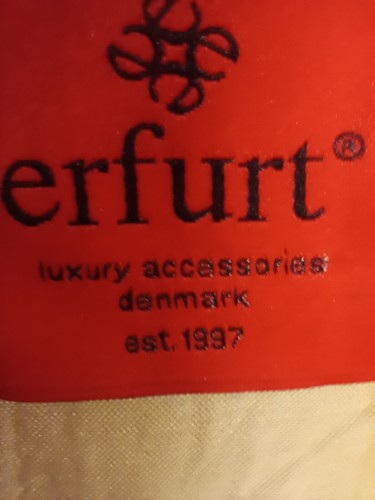 erfurt®
luxury accessories
denmark
est. 1997